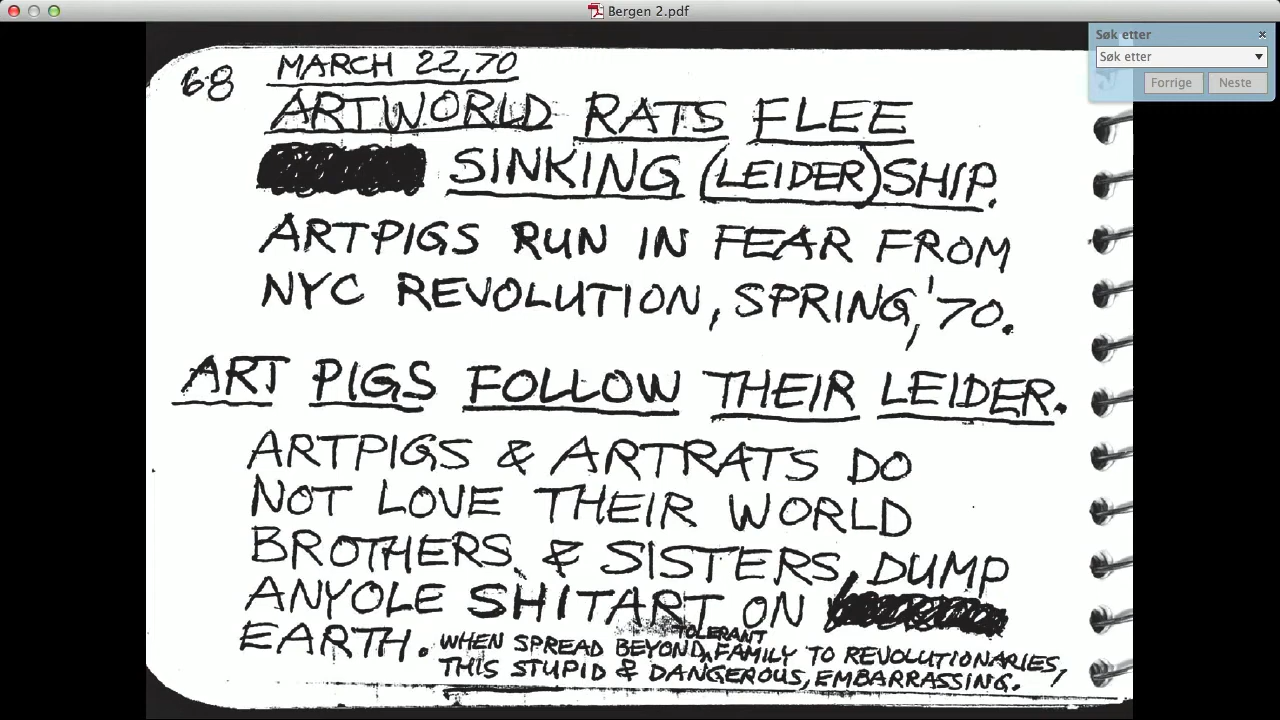 Bergen 2.pdf
Søk etter
Søk etter
Forrige Neste
68 MARCH 22, 70
ARTWORLD RATS FLEE
SINKING (LEIDER)SHIP.
ARTPIGS RUN IN FEAR FROM
NYC REVOLUTION, SPRING, '70.
ART PIGS FOLLOW THEIR LEIDER.
ARTPIGS & ARTRATS DO
NOT LOVE THEIR WORLD
BROTHERS & SISTERS, DUMP
ANYOLE SHITART ON
EARTH. WHEN SPREAD BEYOND TOLERANT FAMILY TO REVOLUTIONARIES,
THIS STUPID & DANGEROUS, EMBARRASSING.